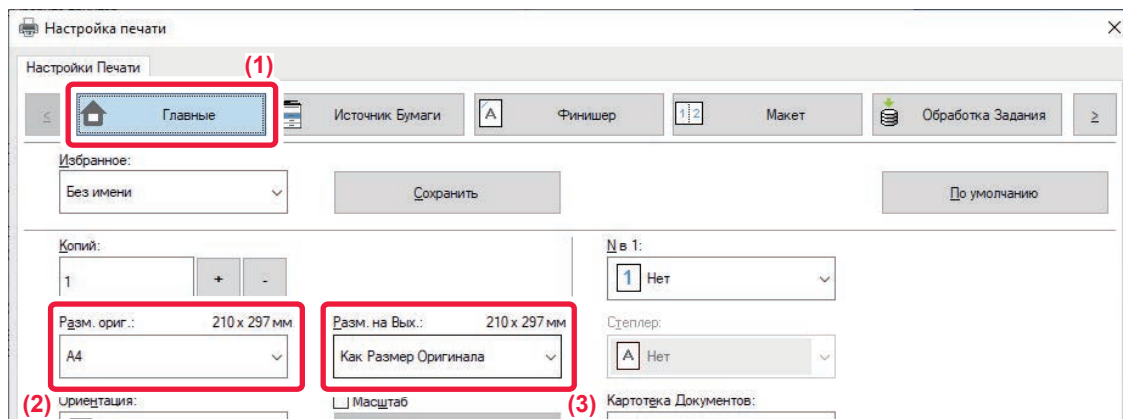 Настройка печати
Настройки Печати
(1)
≤ Главные Источник Бумаги A Финишер 1 2 Макет Обработка Задания ≥
Избранное:
Без имени Сохранить По умолчанию
Копий: N в 1:
1 + - 1 Нет
Разм. ориг.: 210 x 297 мм Разм. на Вых.: 210 x 297 мм Степлер:
A4 Как Размер Оригинала A Нет
(2) Ориентация: Масштаб (3) Картотека Документов: